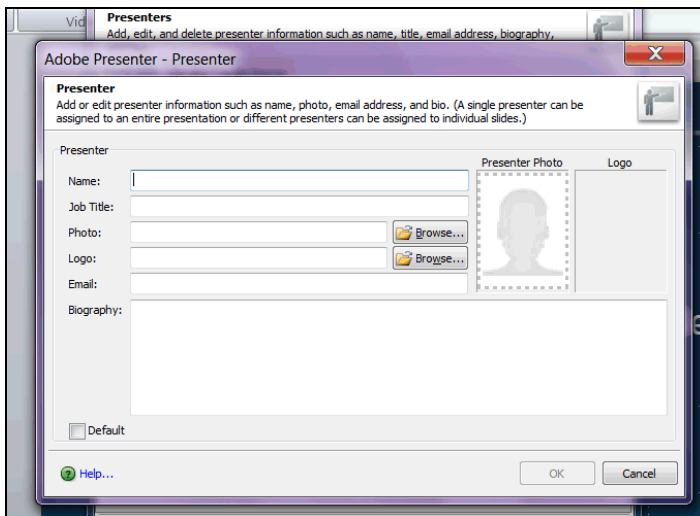 Vid
Presenters
Add, edit, and delete presenter information such as name, title, email address, biography,
Adobe Presenter - Presenter
Presenter
Add or edit presenter information such as name, photo, email address, and bio. (A single presenter can be
assigned to an entire presentation or different presenters can be assigned to individual slides.)
Presenter
Presenter Photo
Logo
Name:
Job Title:
Photo:
Browse...
Logo:
Browse...
Email:
Biography:
Default
Help...
OK
Cancel